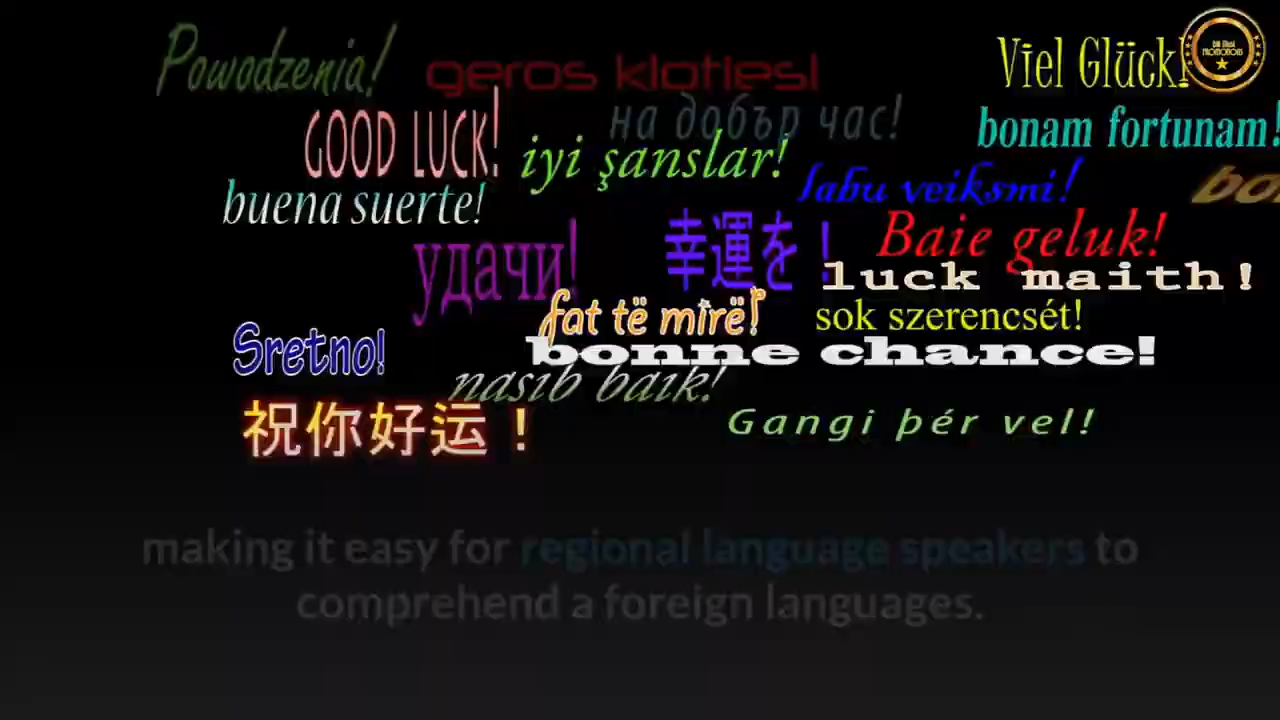 Powodzenia!
geros kloties!
Viel Glück!
GOOD LUCK!
на добър час!
bonam fortunam!
iyi şanslar!
buena suerte!
labu veiksmi!
удачи!
幸運を！
Baie geluk!
luck maith!
fat të mirë!
sok szerencsét!
Sretno!
bonne chance!
nasib baik!
祝你好运！
Gangi þér vel!
making it easy for regional language speakers to
comprehend a foreign languages.